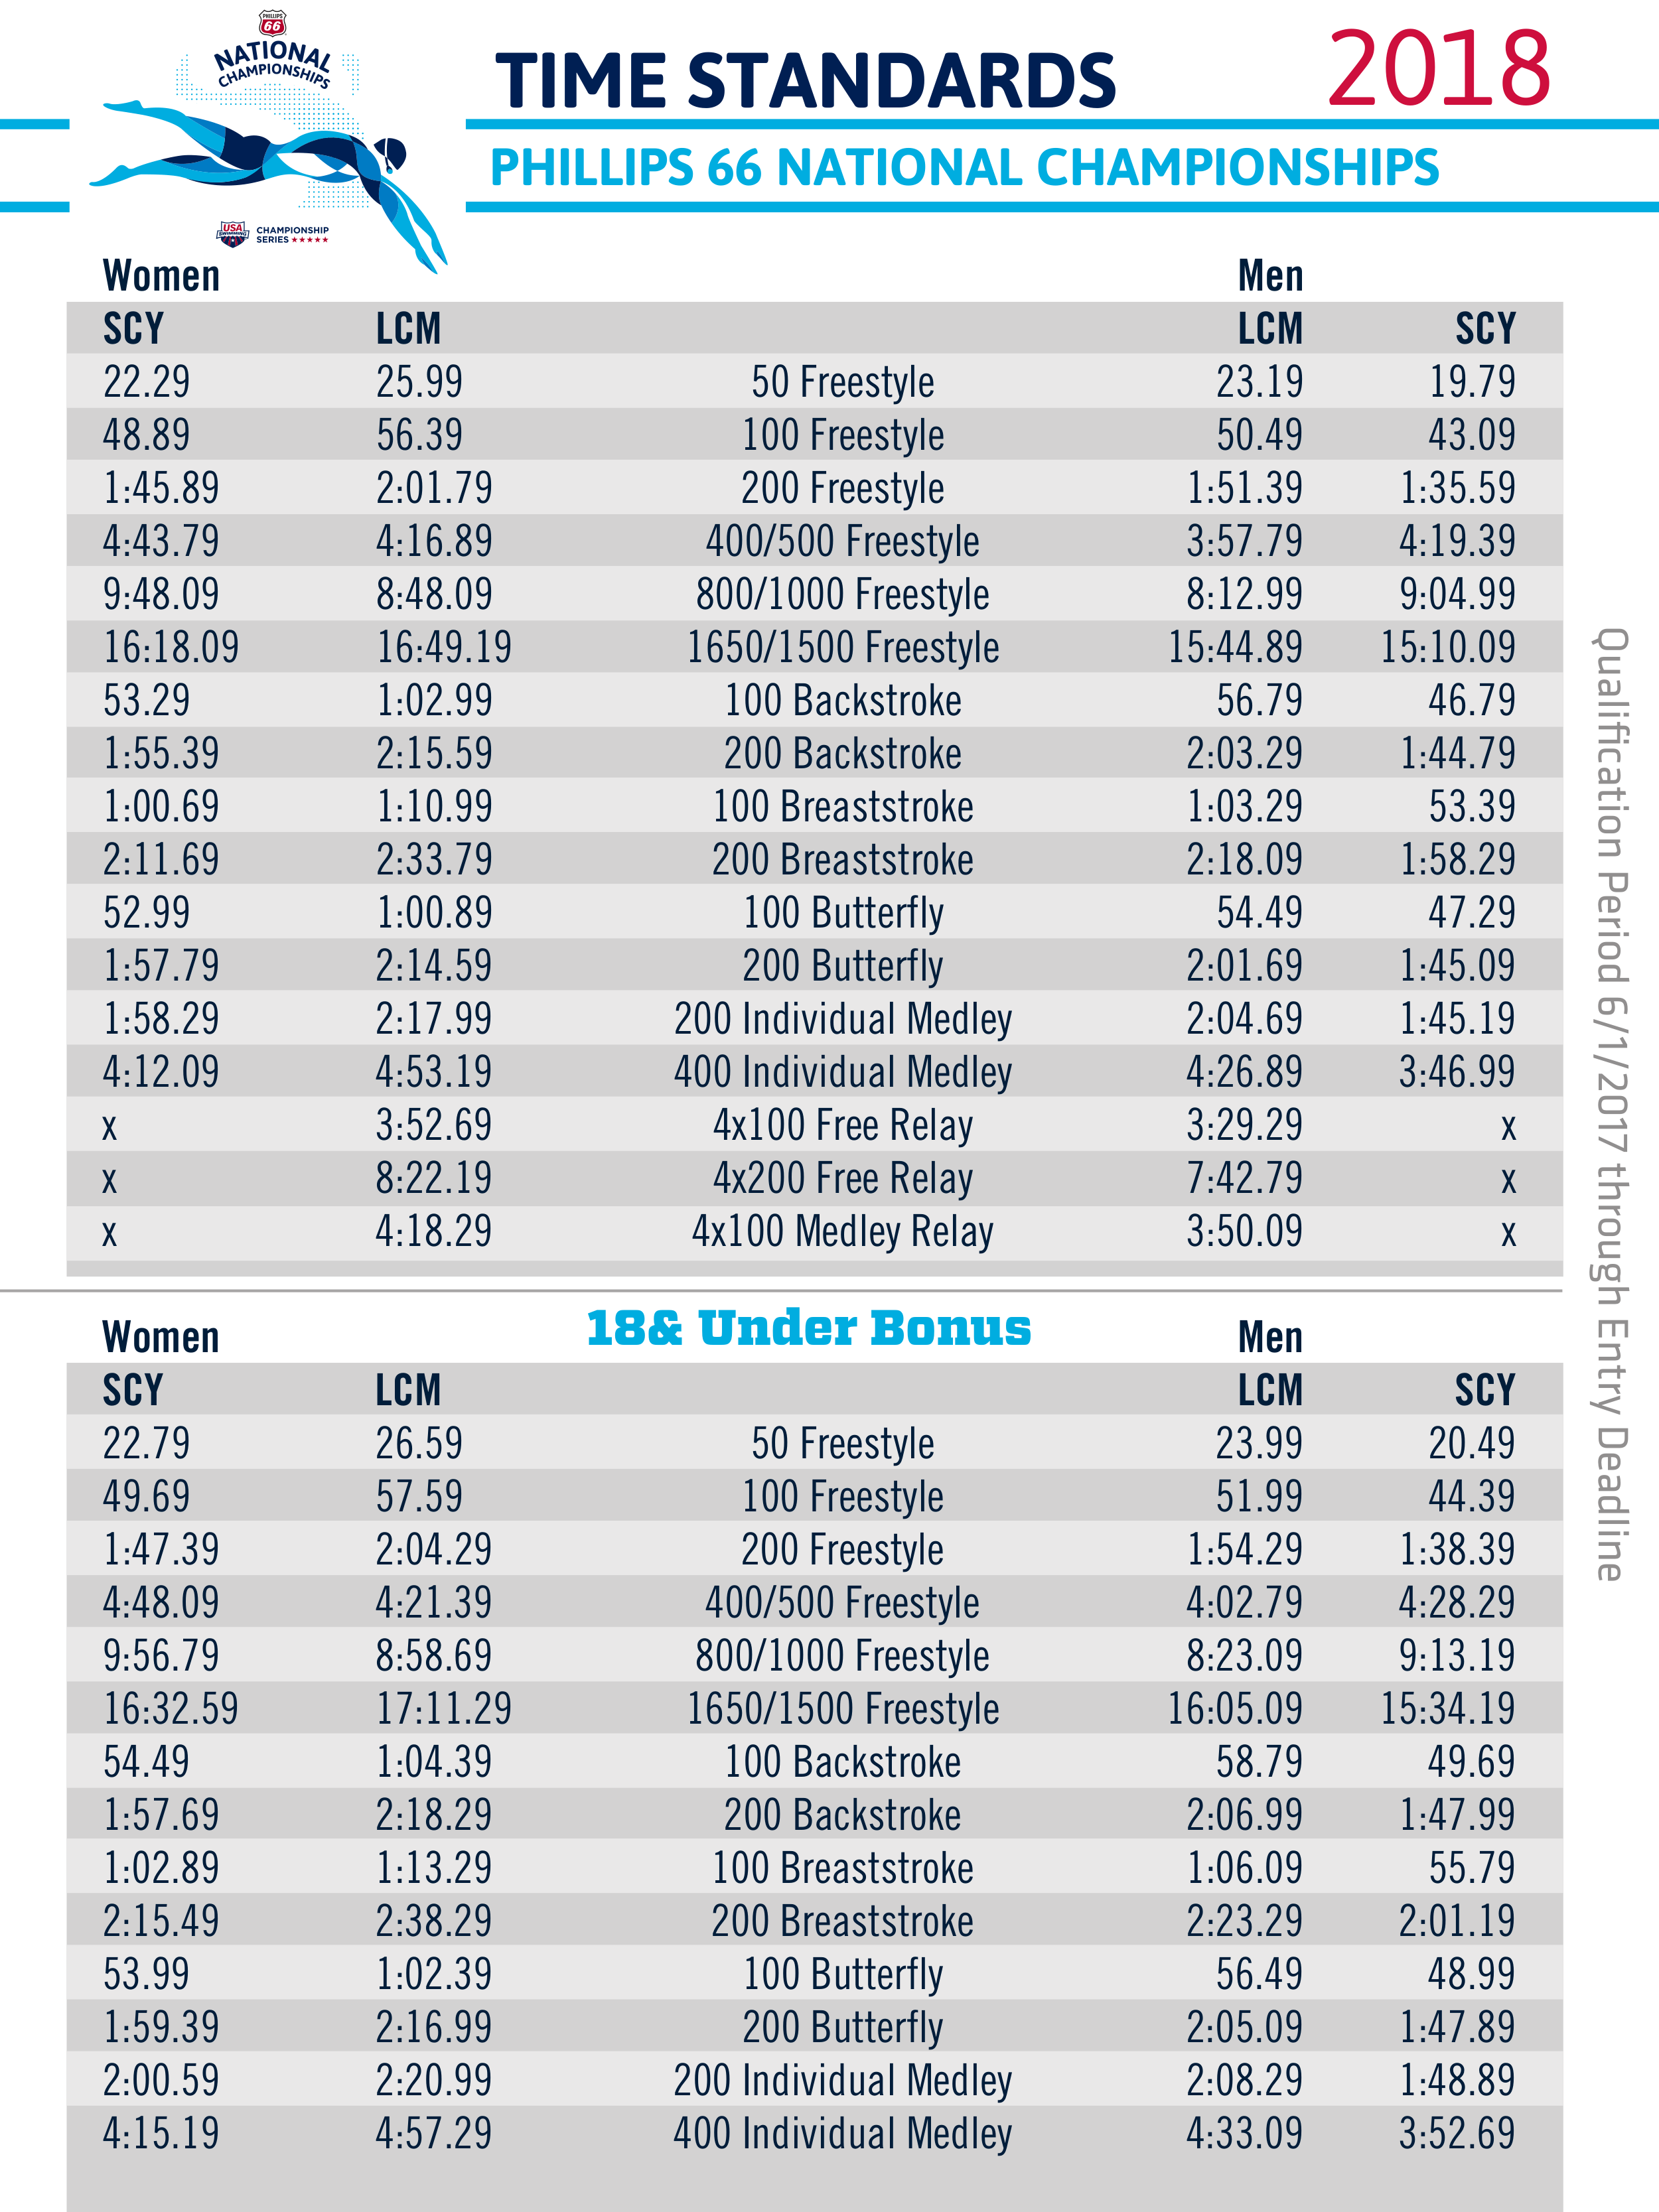 PHILLIPS
66
NATIONAL
CHAMPIONSHIPS
TIME STANDARDS 2018
PHILLIPS 66 NATIONAL CHAMPIONSHIPS
USA SWIMMING CHAMPIONSHIP
SERIES ★★★★★
Women Men
SCY LCM LCM SCY
22.29 25.99 50 Freestyle 23.19 19.79
48.89 56.39 100 Freestyle 50.49 43.09
1:45.89 2:01.79 200 Freestyle 1:51.39 1:35.59
4:43.79 4:16.89 400/500 Freestyle 3:57.79 4:19.39
9:48.09 8:48.09 800/1000 Freestyle 8:12.99 9:04.99
16:18.09 16:49.19 1650/1500 Freestyle 15:44.89 15:10.09
53.29 1:02.99 100 Backstroke 56.79 46.79
1:55.39 2:15.59 200 Backstroke 2:03.29 1:44.79
1:00.69 1:10.99 100 Breaststroke 1:03.29 53.39
2:11.69 2:33.79 200 Breaststroke 2:18.09 1:58.29
52.99 1:00.89 100 Butterfly 54.49 47.29
1:57.79 2:14.59 200 Butterfly 2:01.69 1:45.09
1:58.29 2:17.99 200 Individual Medley 2:04.69 1:45.19
4:12.09 4:53.19 400 Individual Medley 4:26.89 3:46.99
x 3:52.69 4x100 Free Relay 3:29.29 x
x 8:22.19 4x200 Free Relay 7:42.79 x
x 4:18.29 4x100 Medley Relay 3:50.09 x
Women 18& Under Bonus Men
SCY LCM LCM SCY
22.79 26.59 50 Freestyle 23.99 20.49
49.69 57.59 100 Freestyle 51.99 44.39
1:47.39 2:04.29 200 Freestyle 1:54.29 1:38.39
4:48.09 4:21.39 400/500 Freestyle 4:02.79 4:28.29
9:56.79 8:58.69 800/1000 Freestyle 8:23.09 9:13.19
16:32.59 17:11.29 1650/1500 Freestyle 16:05.09 15:34.19
54.49 1:04.39 100 Backstroke 58.79 49.69
1:57.69 2:18.29 200 Backstroke 2:06.99 1:47.99
1:02.89 1:13.29 100 Breaststroke 1:06.09 55.79
2:15.49 2:38.29 200 Breaststroke 2:23.29 2:01.19
53.99 1:02.39 100 Butterfly 56.49 48.99
1:59.39 2:16.99 200 Butterfly 2:05.09 1:47.89
2:00.59 2:20.99 200 Individual Medley 2:08.29 1:48.89
4:15.19 4:57.29 400 Individual Medley 4:33.09 3:52.69
Qualification Period 6/1/2017 through Entry Deadline